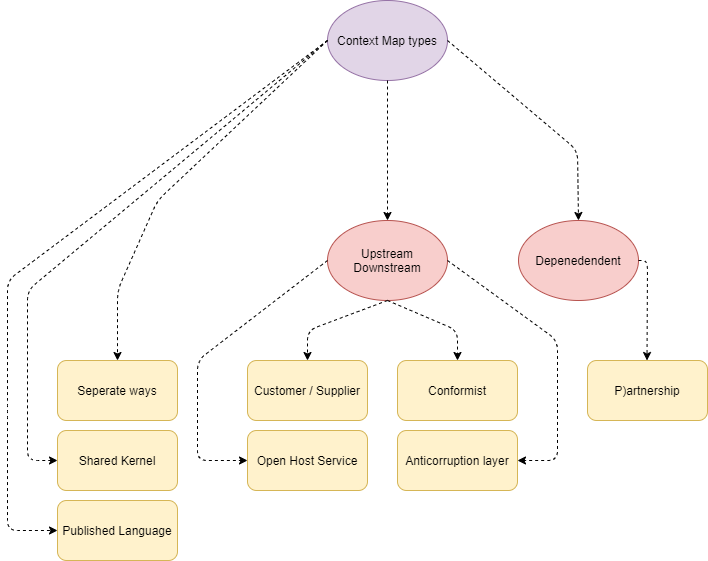 Context Map types
Upstream
Downstream
Depenedendent
Seperate ways
Customer / Supplier
Conformist
P)artnership
Shared Kernel
Open Host Service
Anticorruption layer
Published Language